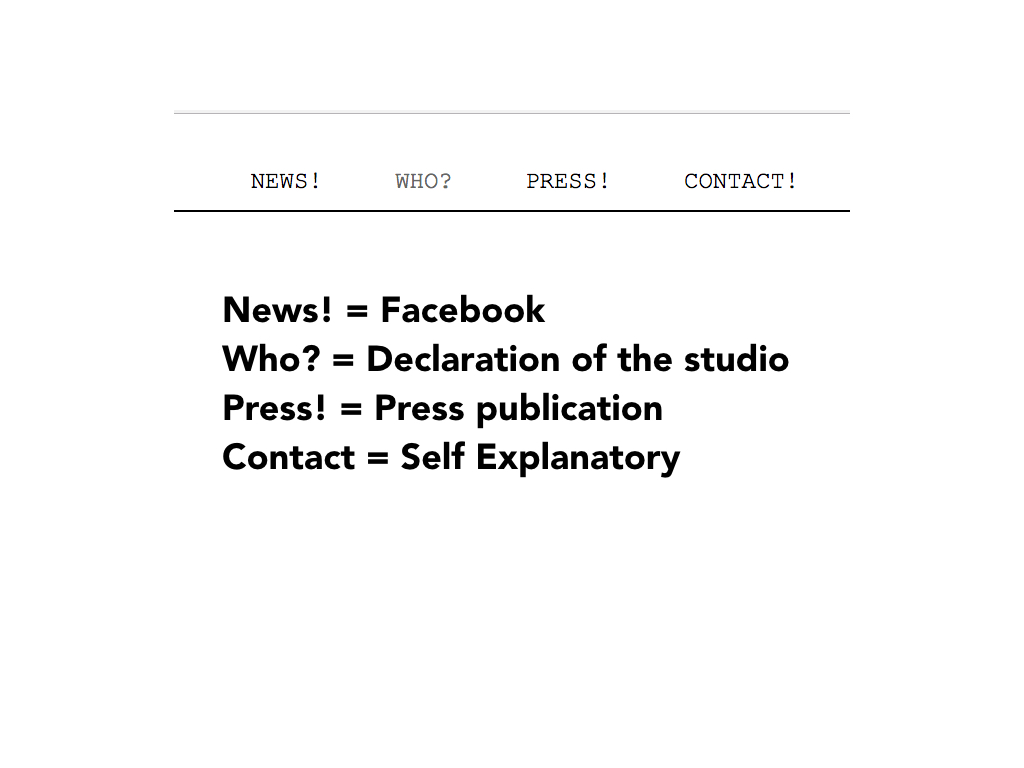 NEWS! WHO? PRESS! CONTACT!
News! = Facebook
Who? = Declaration of the studio
Press! = Press publication
Contact = Self Explanatory